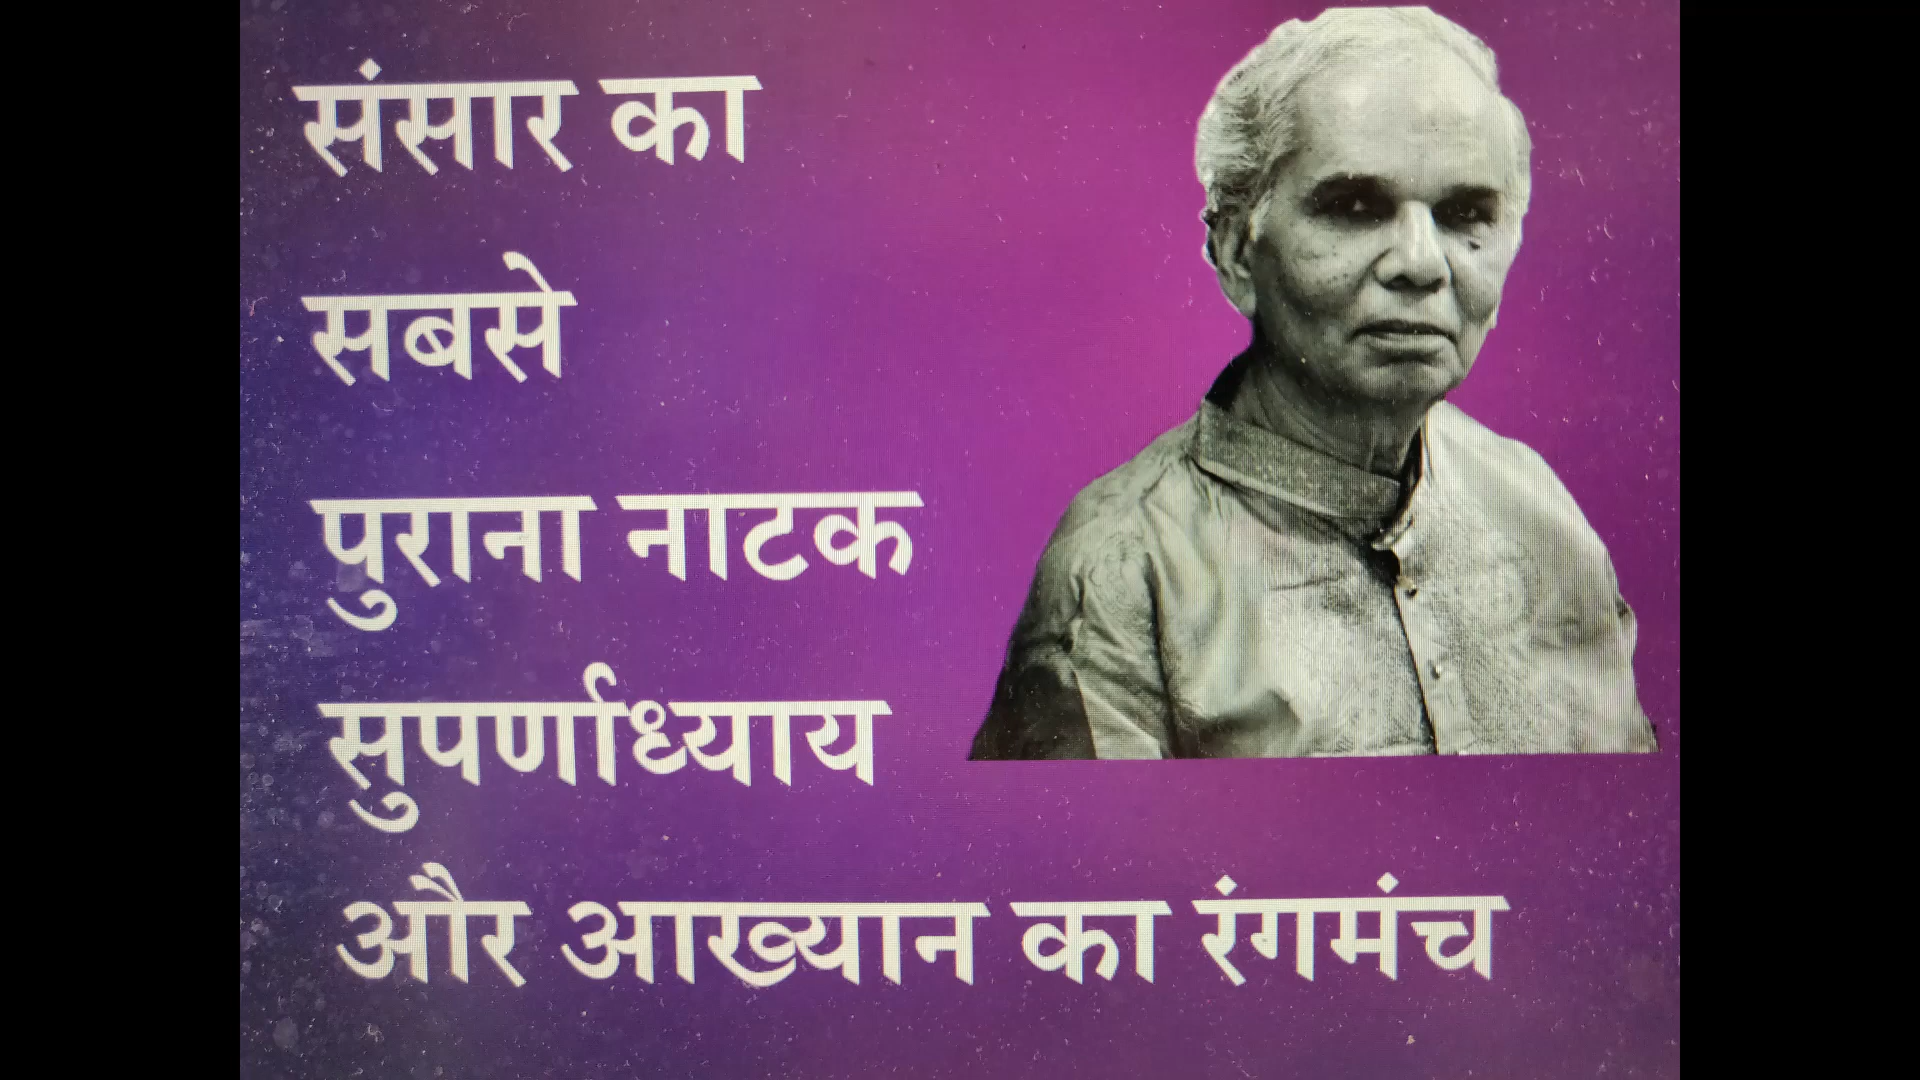 संसार का
सबसे
पुराना नाटक
सुपर्णाध्याय
और आख्यान का रंगमंच